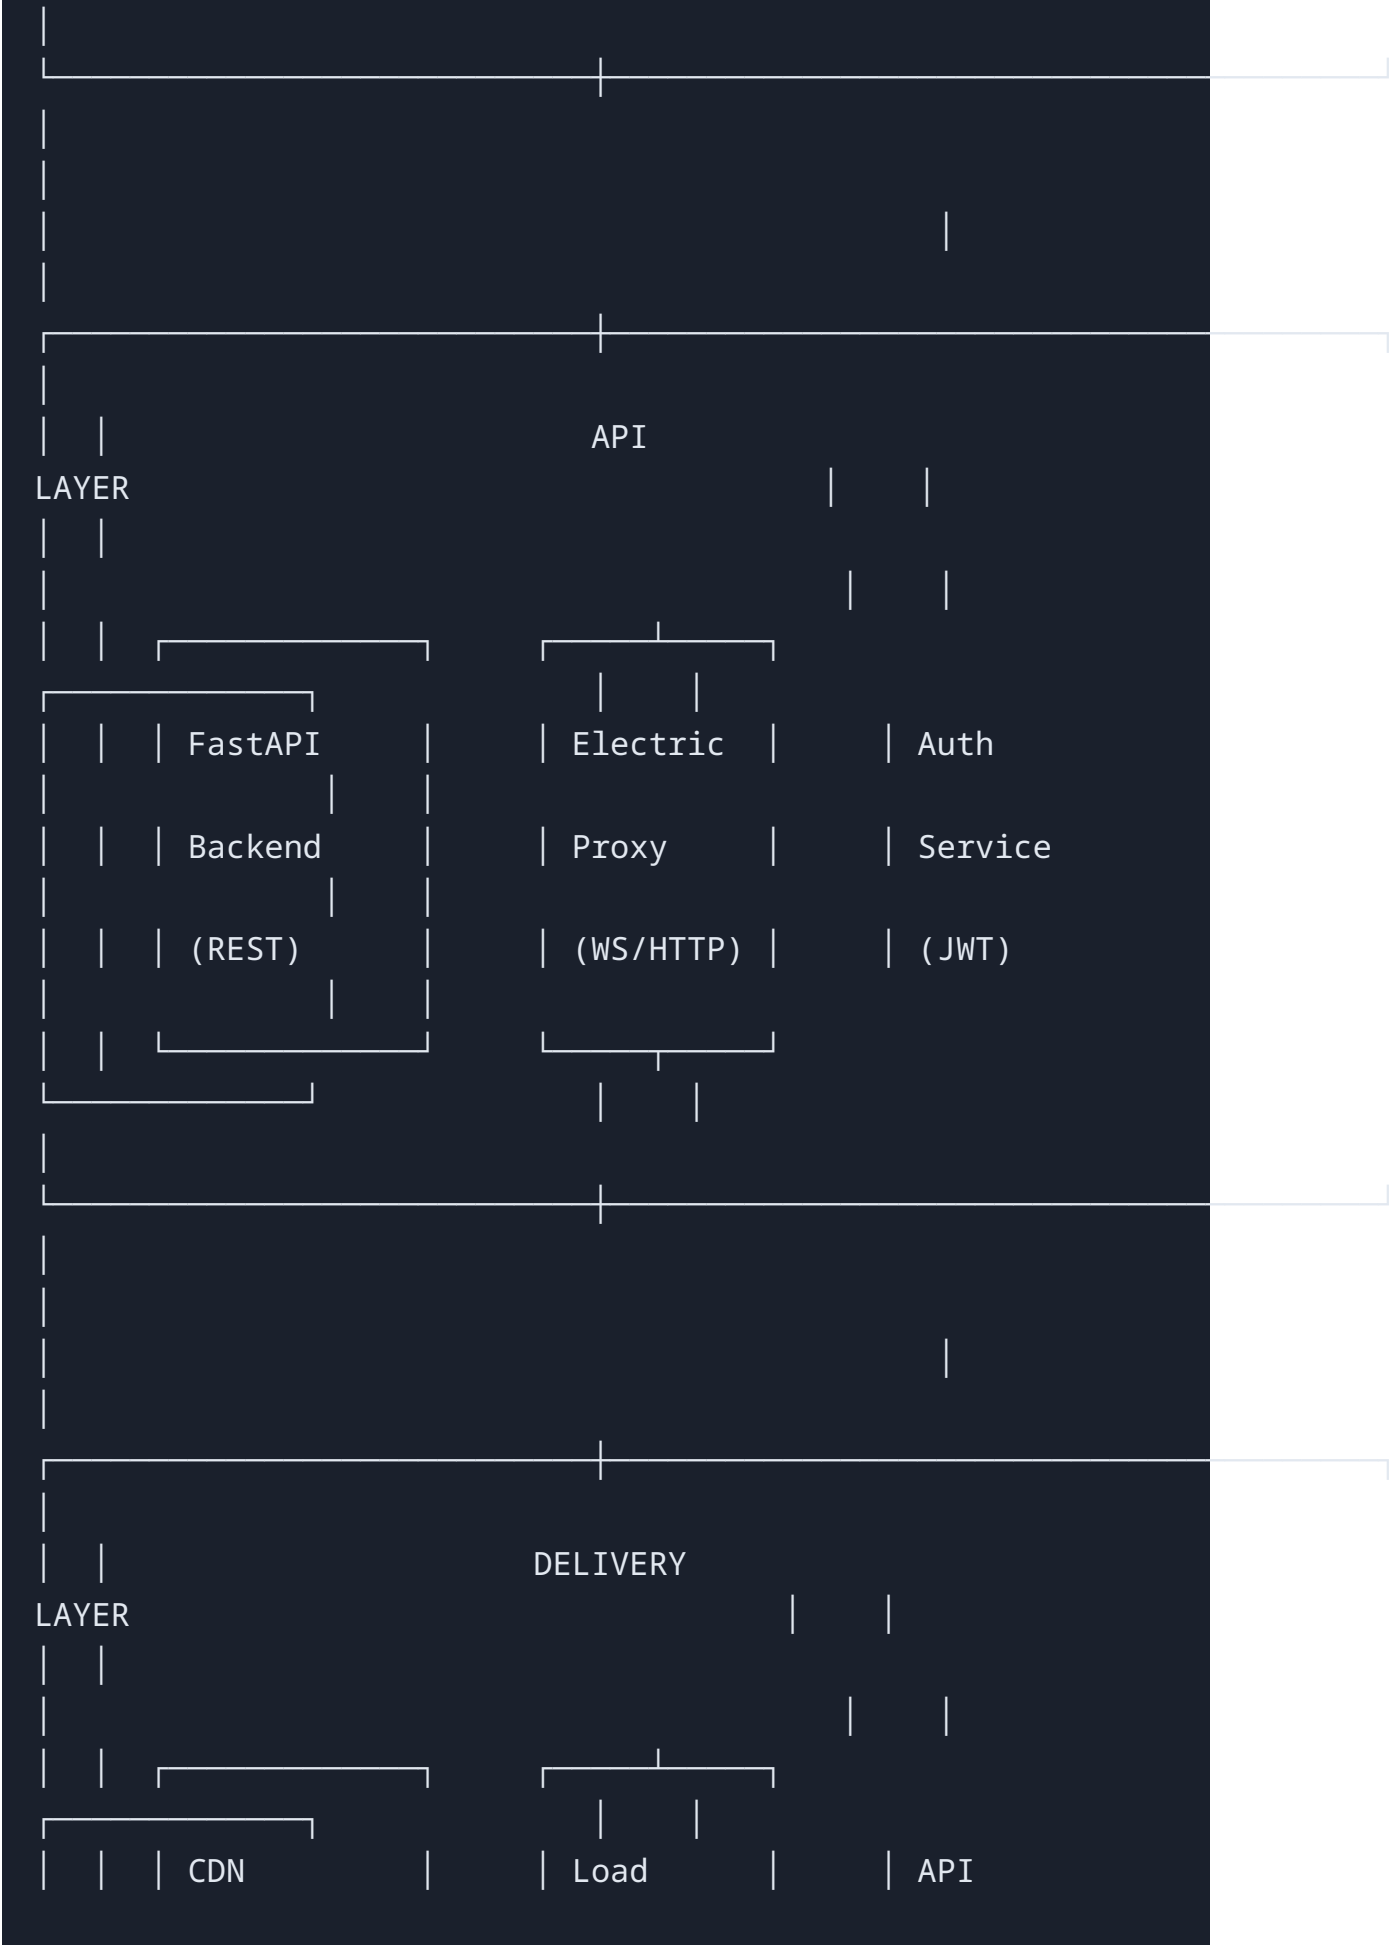 API
LAYER
FastAPI Electric Auth
Backend Proxy Service
(REST) (WS/HTTP) (JWT)
DELIVERY
LAYER
CDN Load API